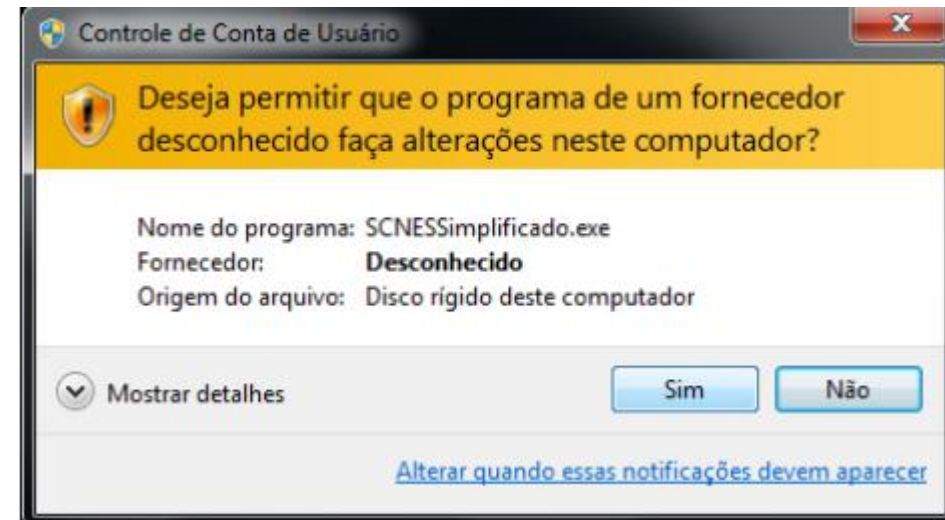 Controle de Conta de Usuário
Deseja permitir que o programa de um fornecedor
desconhecido faça alterações neste computador?
Nome do programa: SCNESSimplificado.exe
Fornecedor: Desconhecido
Origem do arquivo: Disco rígido deste computador
Mostrar detalhes Sim Não
Alterar quando essas notificações devem aparecer